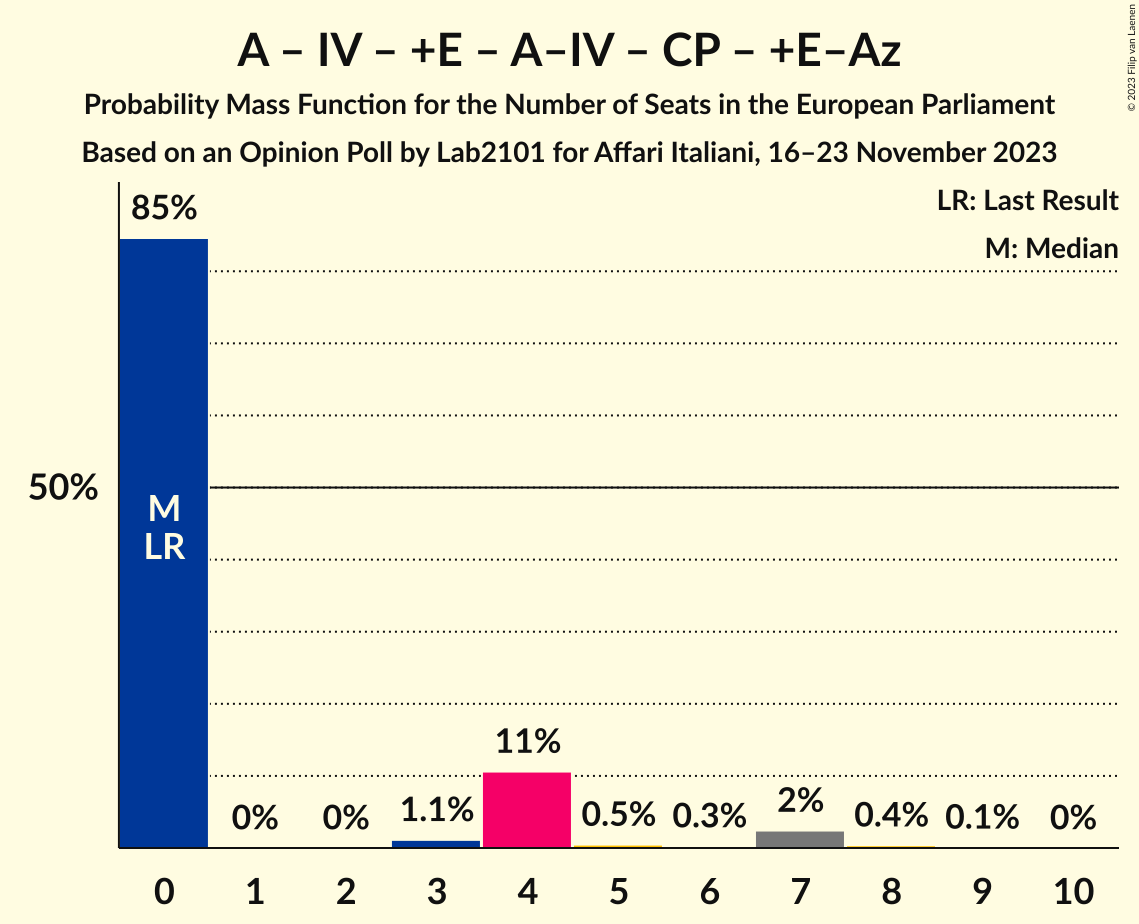 A – IV – +E – A–IV – CP – +E–Az
Probability Mass Function for the Number of Seats in the European Parliament
Based on an Opinion Poll by Lab2101 for Affari Italiani, 16–23 November 2023
© 2023 Filip van Laenen
LR: Last Result
M: Median
85%
50%
M
LR
0% 0% 1.1% 11% 0.5% 0.3% 2% 0.4% 0.1% 0%
0 1 2 3 4 5 6 7 8 9 10